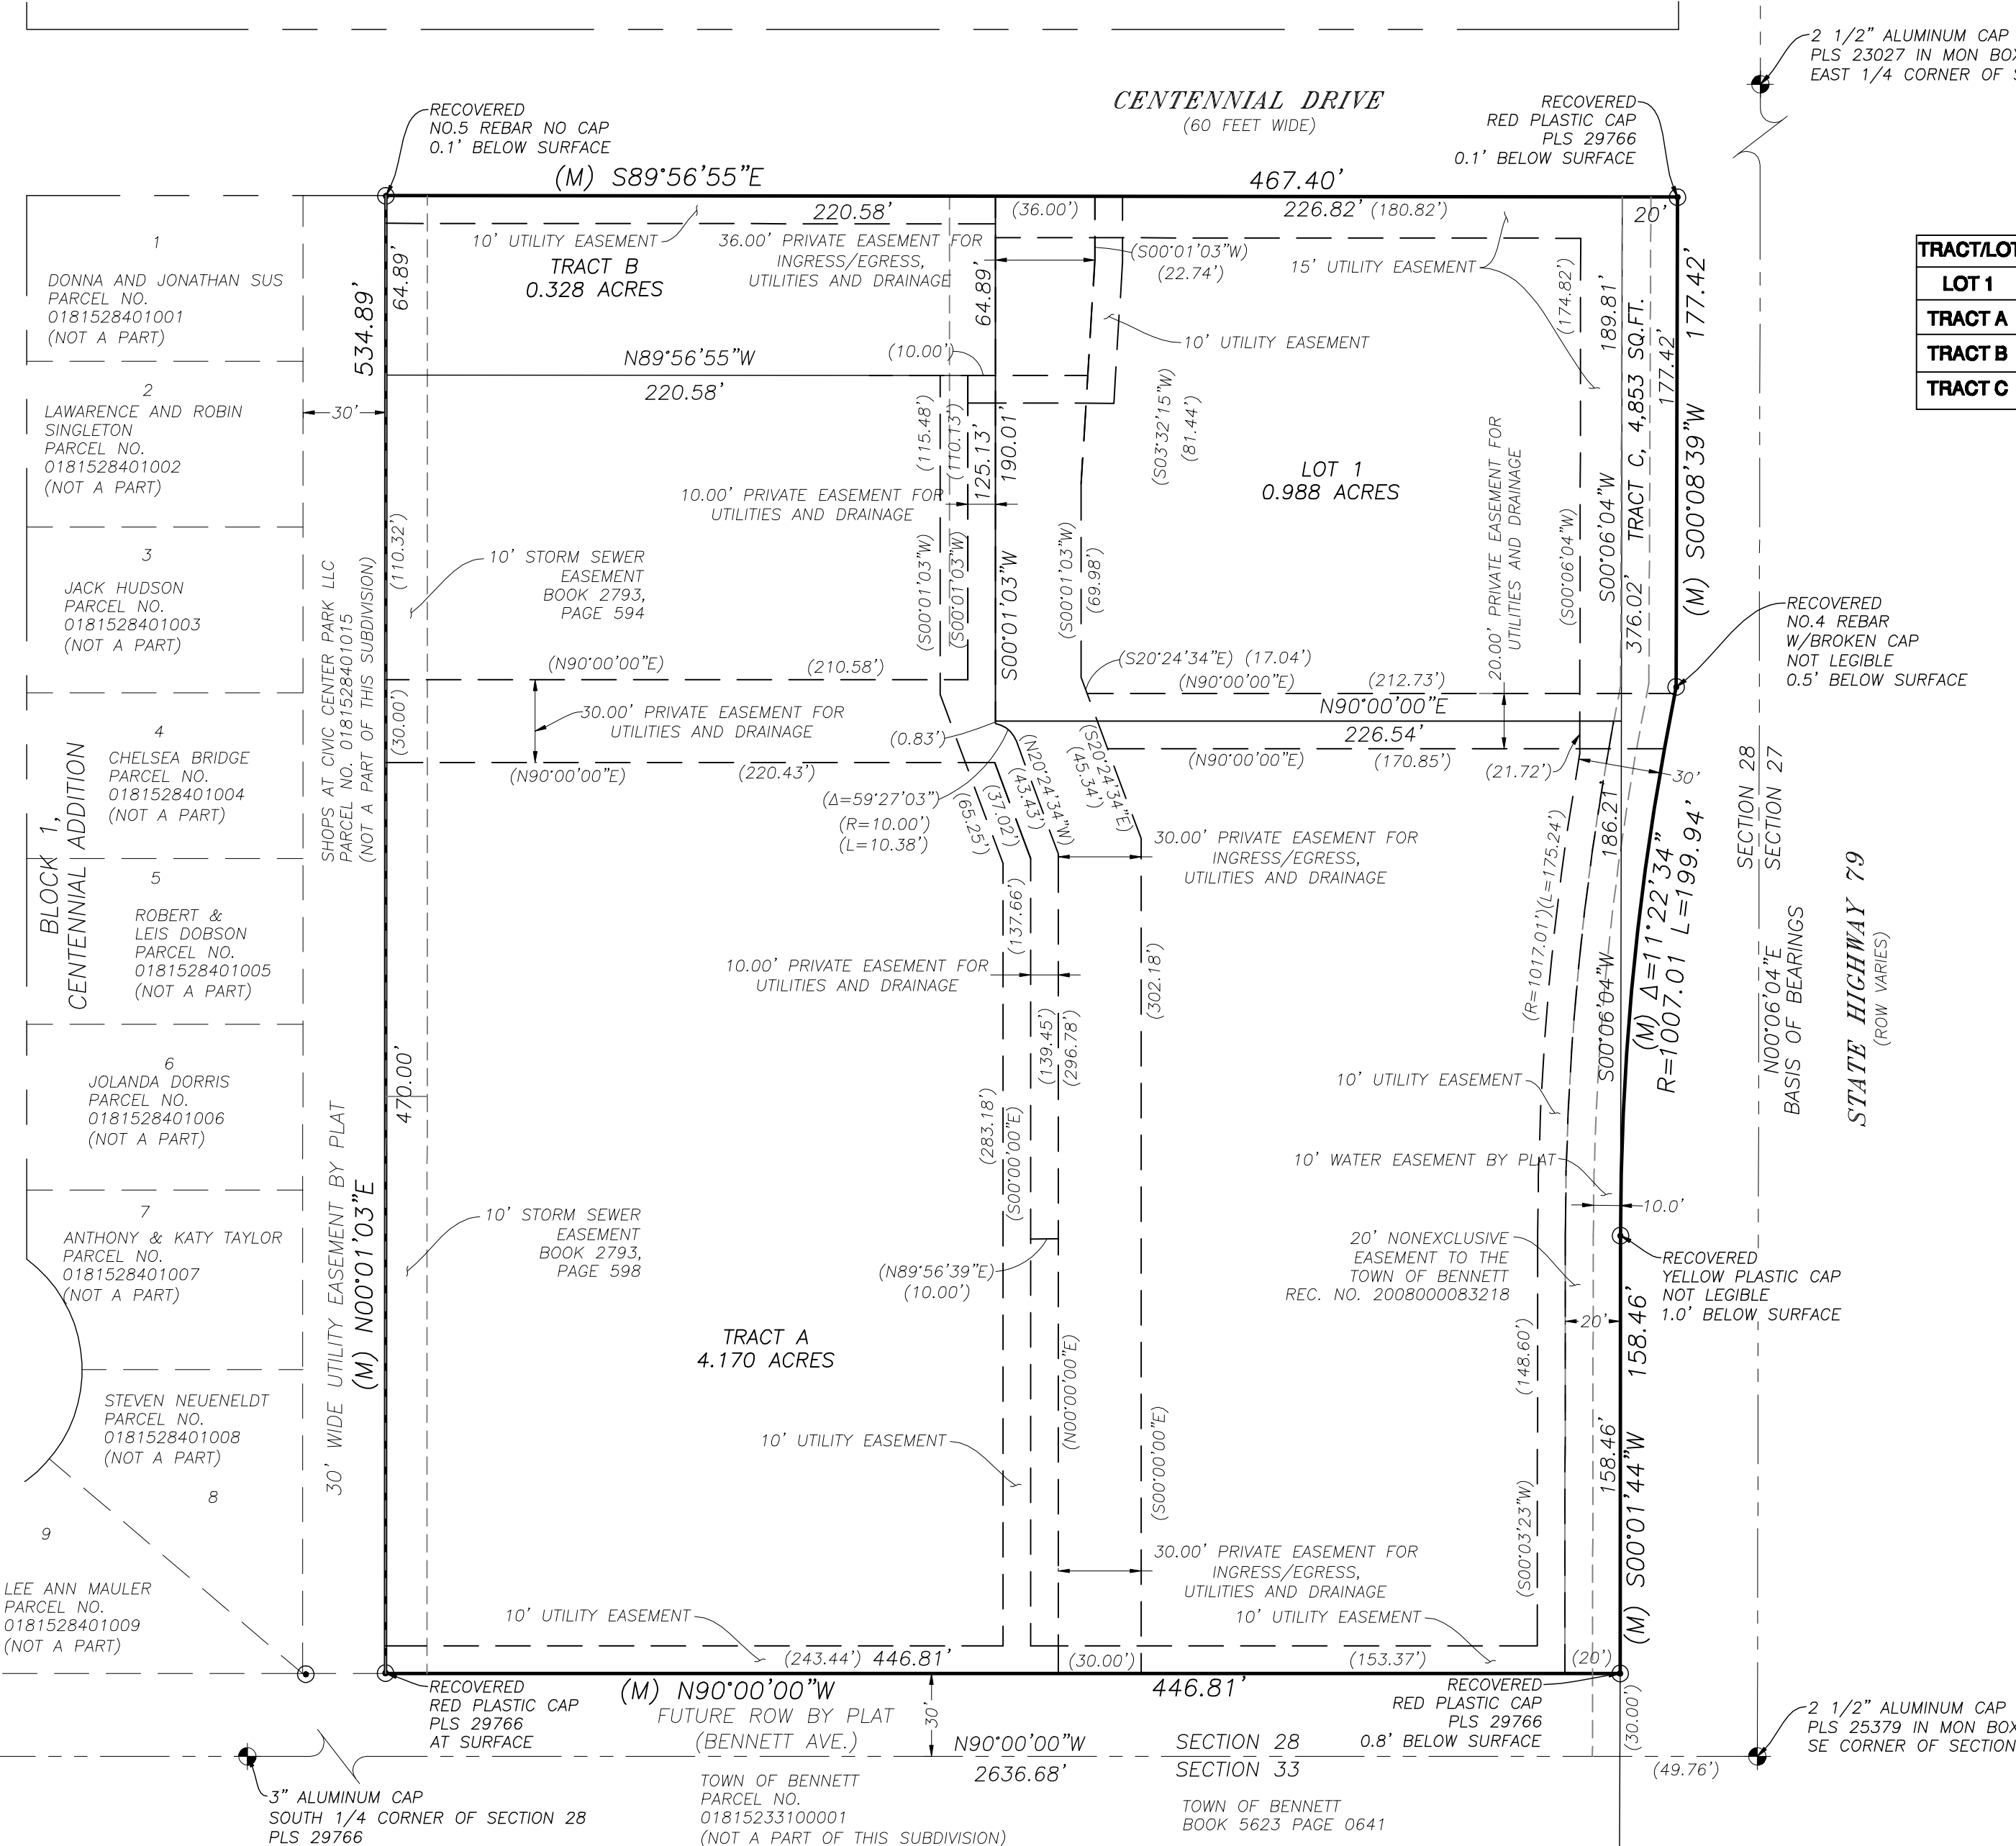 2 1/2" ALUMINUM CAP
PLS 23027 IN MON BOX
EAST 1/4 CORNER OF
CENTENNIAL DRIVE
(60 FEET WIDE)
RECOVERED
NO.5 REBAR NO CAP
0.1' BELOW SURFACE
RECOVERED
RED PLASTIC CAP
PLS 29766
0.1' BELOW SURFACE
(M) S89°56'55"E
467.40'
220.58'
(36.00')
226.82' (180.82')
20'
10' UTILITY EASEMENT
TRACT B
0.328 ACRES
36.00' PRIVATE EASEMENT FOR
INGRESS/EGRESS,
UTILITIES AND DRAINAGE
(S00°01'03"W)
(22.74')
15' UTILITY EASEMENT
10' UTILITY EASEMENT
64.89'
534.89'
64.89'
(174.82')
189.81'
TRACT C, 4,853 SQ.FT.
177.42'
177.42'
(M) S00°08'39"W
TRACT/LOT
LOT 1
TRACT A
TRACT B
TRACT C
1
DONNA AND JONATHAN SUS
PARCEL NO.
0181528401001
(NOT A PART)
2
LAWARENCE AND ROBIN
SINGLETON
PARCEL NO.
0181528401002
(NOT A PART)
3
JACK HUDSON
PARCEL NO.
0181528401003
(NOT A PART)
4
CHELSEA BRIDGE
PARCEL NO.
0181528401004
(NOT A PART)
5
ROBERT &
LEIS DOBSON
PARCEL NO.
0181528401005
(NOT A PART)
6
JOLANDA DORRIS
PARCEL NO.
0181528401006
(NOT A PART)
7
ANTHONY & KATY TAYLOR
PARCEL NO.
0181528401007
(NOT A PART)
STEVEN NEUENELDT
PARCEL NO.
0181528401008
(NOT A PART)
8
9
LEE ANN MAULER
PARCEL NO.
0181528401009
(NOT A PART)
BLOCK 1,
CENTENNIAL ADDITION
30'
SHOPS AT CIVIC CENTER PARK LLC
PARCEL NO. 0181528401015
(NOT A PART OF THIS SUBDIVISION)
30' WIDE UTILITY EASEMENT BY PLAT
(M) N00°01'03"E
470.00'
N89°56'55"W
220.58'
(10.00')
(115.48')
(110.13')
125.13'
190.01'
(S00°01'03"W)
(S00°01'03"W)
S00°01'03"W
10.00' PRIVATE EASEMENT FOR
UTILITIES AND DRAINAGE
(110.32')
10' STORM SEWER
EASEMENT
BOOK 2793,
PAGE 594
(N90°00'00"E)
(210.58')
(30.00')
30.00' PRIVATE EASEMENT FOR
UTILITIES AND DRAINAGE
(N90°00'00"E)
(220.43')
(S03°32'15"W)
(81.44')
LOT 1
0.988 ACRES
(S00°01'03"W)
(69.98')
20.00' PRIVATE EASEMENT FOR
UTILITIES AND DRAINAGE
(S00°06'04"W)
S00°06'04"W
376.02'
(S20°24'34"E) (17.04')
(N90°00'00"E)
(212.73')
N90°00'00"E
226.54'
(N90°00'00"E)
(170.85')
(21.72')
30'
RECOVERED
NO.4 REBAR
W/BROKEN CAP
NOT LEGIBLE
0.5' BELOW SURFACE
(0.83')
(Δ=59°27'03")
(R=10.00')
(L=10.38')
(N20°24'34"W)
(43.43')
(37.02')
(65.25')
(S20°24'34"E)
(45.34')
30.00' PRIVATE EASEMENT FOR
INGRESS/EGRESS,
UTILITIES AND DRAINAGE
(137.66')
(302.18')
(R=1017.01')(L=175.24')
186.21'
S00°06'04"W
(M) Δ=11°22'34"
R=1007.01 L=199.94'
SECTION 28
SECTION 27
N00°06'04"E
BASIS OF BEARINGS
STATE HIGHWAY 79
(ROW VARIES)
10.00' PRIVATE EASEMENT FOR
UTILITIES AND DRAINAGE
(139.45')
(296.78')
(283.18')
(S00°00'00"E)
10' UTILITY EASEMENT
10' WATER EASEMENT BY PLAT
10.0'
10' STORM SEWER
EASEMENT
BOOK 2793,
PAGE 598
(N89°56'39"E)
(10.00')
20' NONEXCLUSIVE
EASEMENT TO THE
TOWN OF BENNETT
REC. NO. 2008000083218
20'
RECOVERED
YELLOW PLASTIC CAP
NOT LEGIBLE
1.0' BELOW SURFACE
TRACT A
4.170 ACRES
(N00°00'00"E)
(S00°00'00"E)
(148.60')
(S00°03'23"W)
158.46'
158.46'
(M) S00°01'44"W
10' UTILITY EASEMENT
30.00' PRIVATE EASEMENT FOR
INGRESS/EGRESS,
UTILITIES AND DRAINAGE
10' UTILITY EASEMENT
10' UTILITY EASEMENT
(243.44') 446.81'
(30.00')
(153.37')
(20')
RECOVERED
RED PLASTIC CAP
PLS 29766
AT SURFACE
(M) N90°00'00"W
446.81'
FUTURE ROW BY PLAT
(BENNETT AVE.)
30'
RECOVERED
RED PLASTIC CAP
PLS 29766
0.8' BELOW SURFACE
(30.00')
N90°00'00"W
2636.68'
SECTION 28
SECTION 33
(49.76')
2 1/2" ALUMINUM CAP
PLS 25379 IN MON BOX
SE CORNER OF SECTION
3" ALUMINUM CAP
SOUTH 1/4 CORNER OF SECTION 28
PLS 29766
TOWN OF BENNETT
PARCEL NO.
01815233100001
(NOT A PART OF THIS SUBDIVISION)
TOWN OF BENNETT
BOOK 5623 PAGE 0641